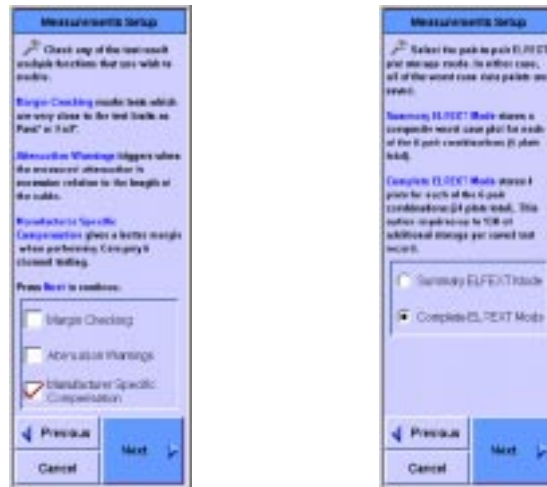 Measurements Setup
Check any of the test result
analysis functions that you wish to
enable.
Margin Checking marks tests which
are very close to the test limits as
Pass* or Fail*.
Attenuation Warnings triggers when
the measured attenuation is
excessive relative to the length of
the cable.
Manufacturer Specific
Compensation gives a better margin
when performing Category 6
channel testing.
Press Next to continue.
Margin Checking
Attenuation Warnings
Manufacturer Specific
Compensation
Previous
Next
Cancel
Measurements Setup
Select the pair to pair ELFEXT
plot storage mode. In either case,
all of the worst case data points are
saved.
Summary ELFEXT Mode stores a
composite worst case plot for each
of the 6 pair combinations (6 plots
total).
Complete ELFEXT Mode stores 4
plots for each of the 6 pair
combinations (24 plots total). This
option requires up to
additional storage per saved test
record.
Summary ELFEXT Mode
Complete ELFEXT Mode
Previous
Next
Cancel